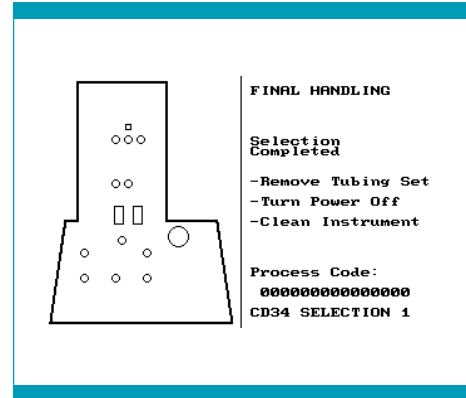 FINAL HANDLING
Selection
Completed
-Remove Tubing Set
-Turn Power Off
-Clean Instrument
Process Code:
000000000000000
CD34 SELECTION 1